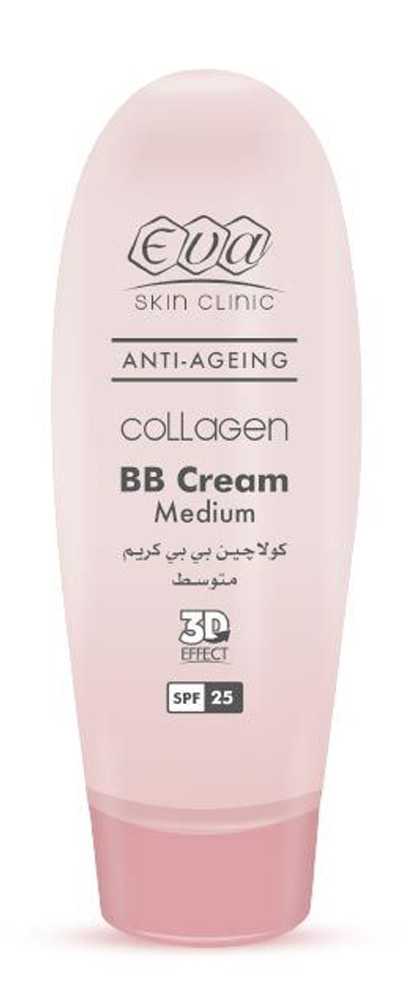 Eva
SKIN CLINIC
ANTI-AGEING
coLLagen
BB Cream
Medium
كولاچين بي بي كريم
متوسط
3D
EFFECT
SPF 25